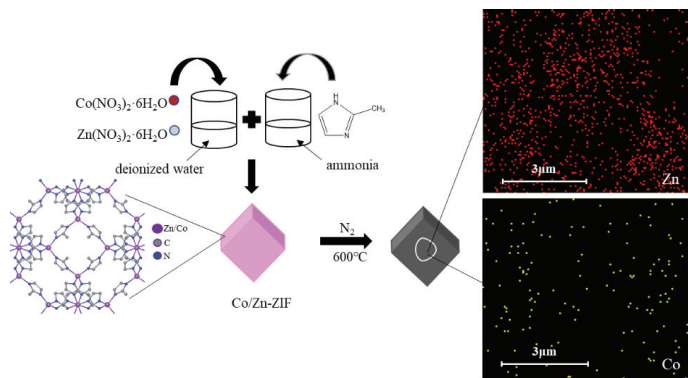 Co(NO₃)₂·6H₂O
Zn(NO₃)₂·6H₂O
deionized water
ammonia
H
N
N
CH₃
Zn/Co
C
N
N₂
600°C
Co/Zn-ZIF
3μm
Zn
3μm
Co